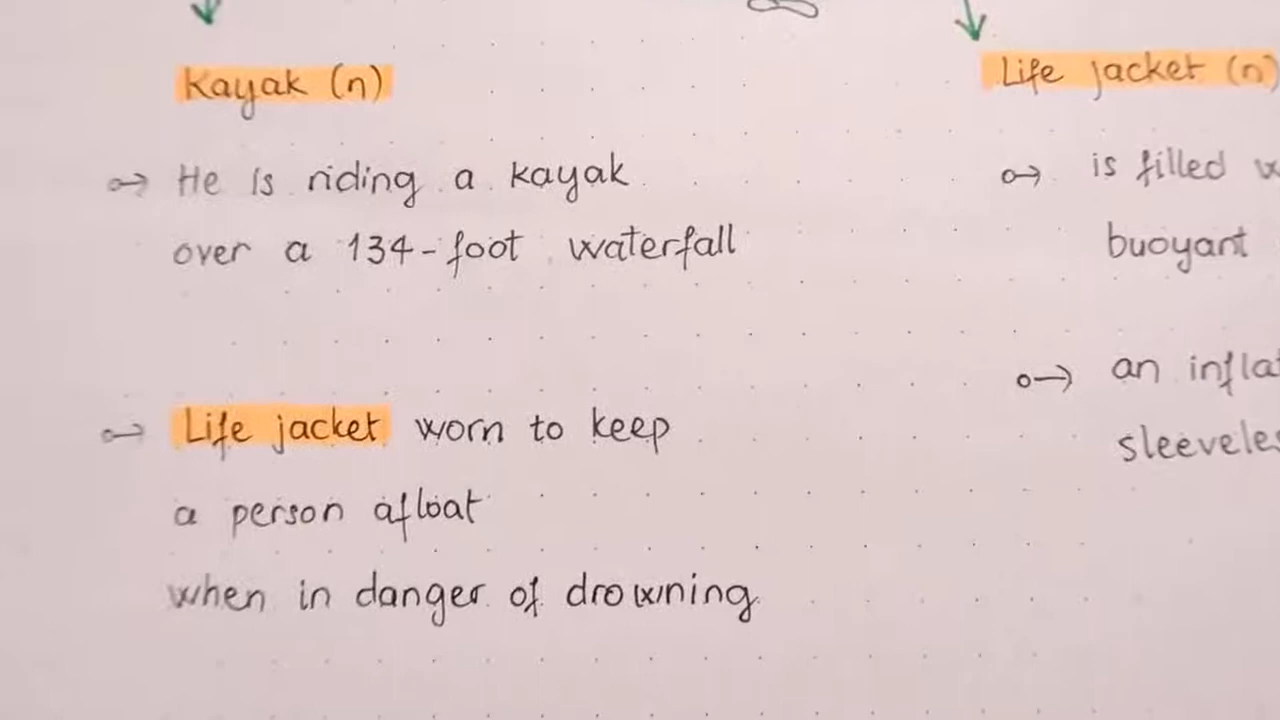 Kayak (n)
He is riding a kayak
over a 134-foot waterfall
Life jacket worn to keep
a person afloat
when in danger of drowning
Life jacket (n)
is filled
buoyant
an